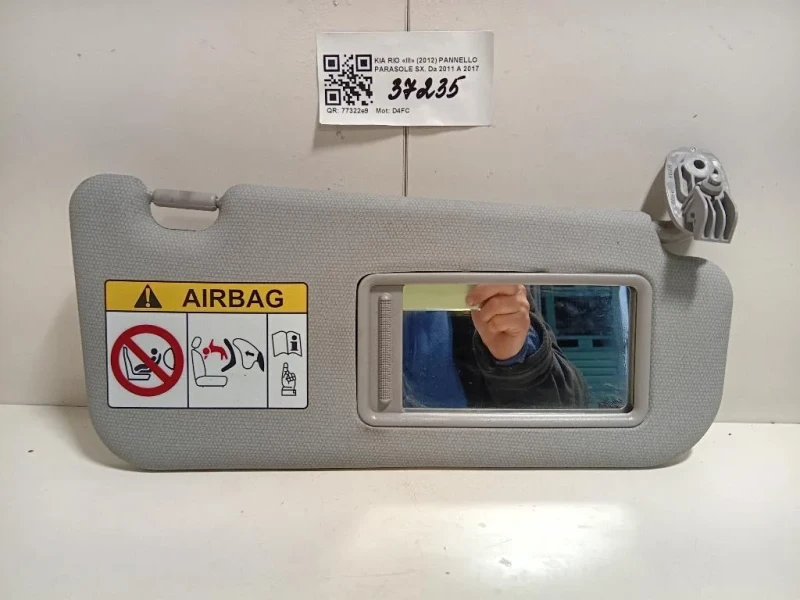 KIA RIO «III» (2012) PANNELLO
PARASOLE SX. Da 2011 A 2017
37235
QR: 77322e9 Mot: D4FC
AIRBAG